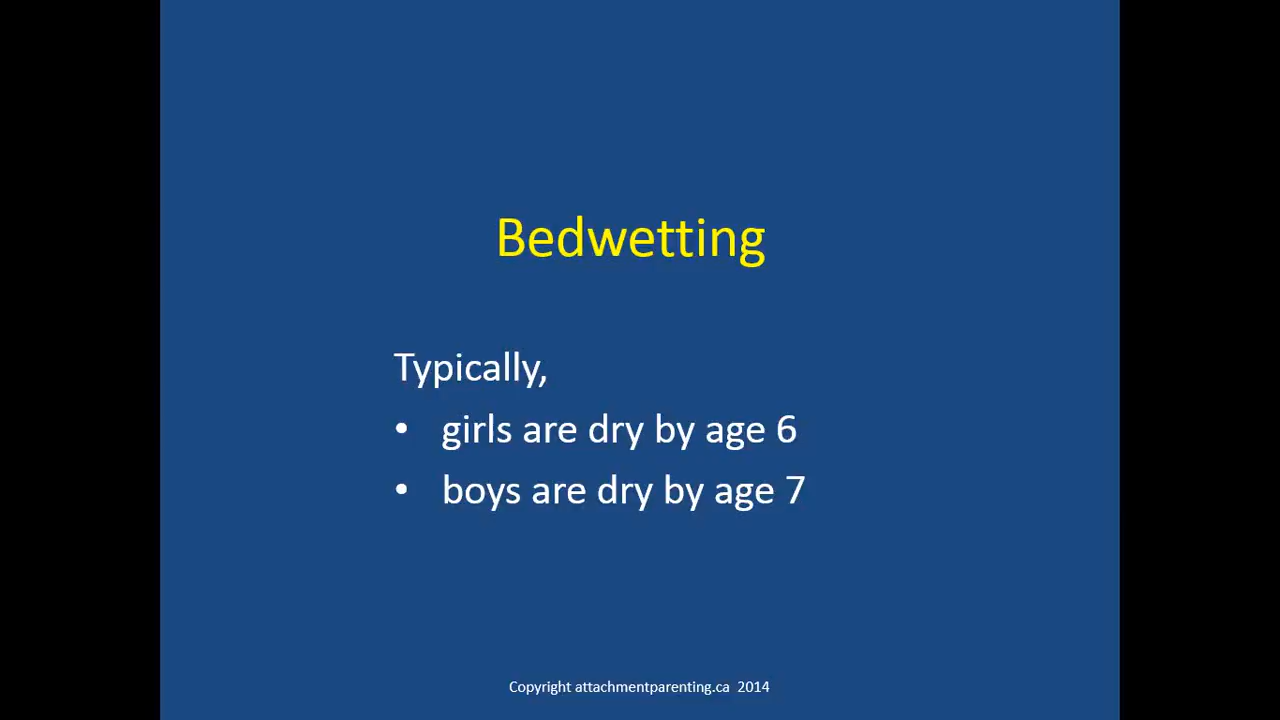 Bedwetting
Typically,
• girls are dry by age 6
• boys are dry by age 7
Copyright attachmentparenting.ca 2014